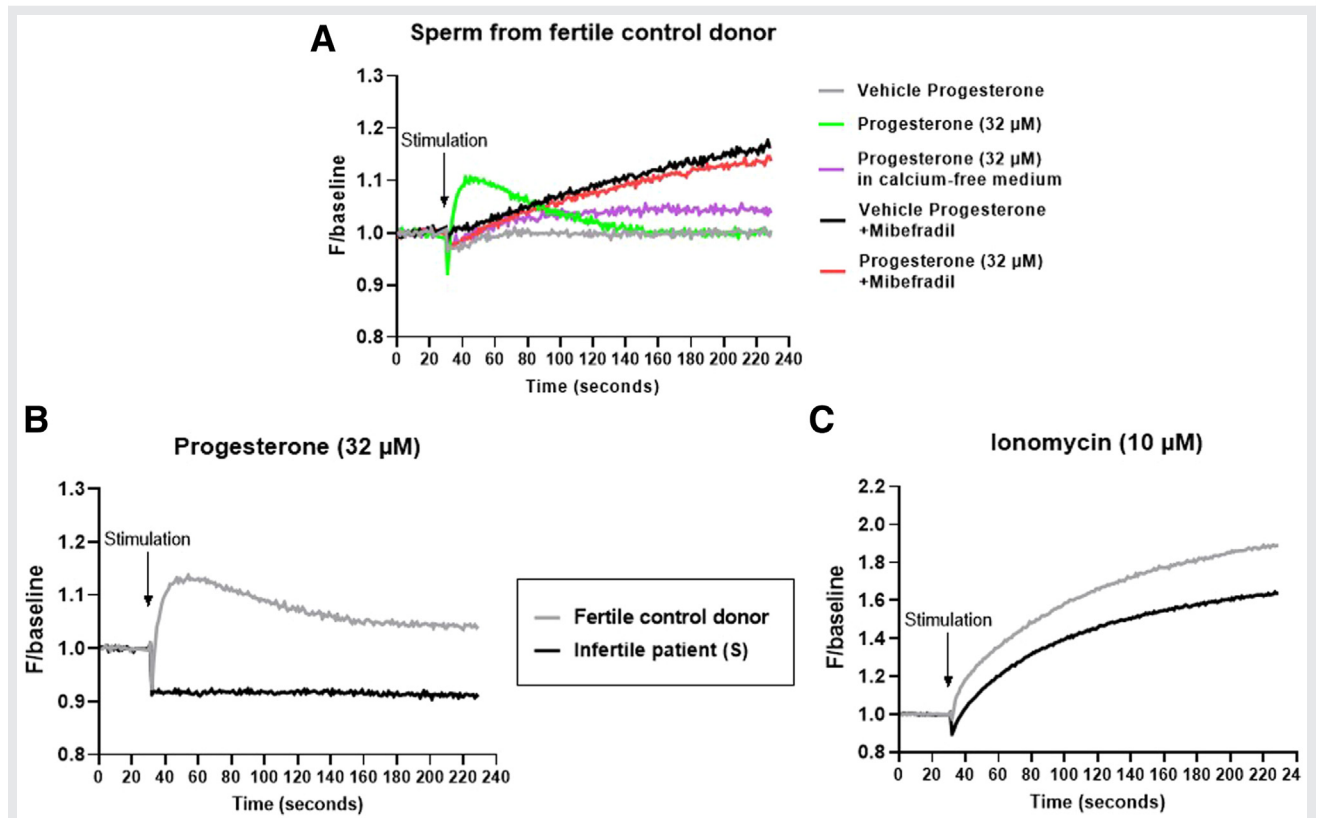 A
Sperm from fertile control donor
1.3
1.2
1.1
1.0
0.9
0.8
F/baseline
Stimulation
0 20 40 60 80 100 120 140 160 180 200 220 240
Time (seconds)
Vehicle Progesterone
Progesterone (32 µM)
Progesterone (32 µM)
in calcium-free medium
Vehicle Progesterone
+Mibefradil
Progesterone (32 µM)
+Mibefradil
B
Progesterone (32 µM)
1.3
1.2
1.1
1.0
0.9
0.8
F/baseline
Stimulation
0 20 40 60 80 100 120 140 160 180 200 220 240
Time (seconds)
Fertile control donor
Infertile patient (S)
C
Ionomycin (10 µM)
2.2
2.0
1.8
1.6
1.4
1.2
1.0
0.8
F/baseline
Stimulation
0 20 40 60 80 100 120 140 160 180 200 220 24
Time (seconds)